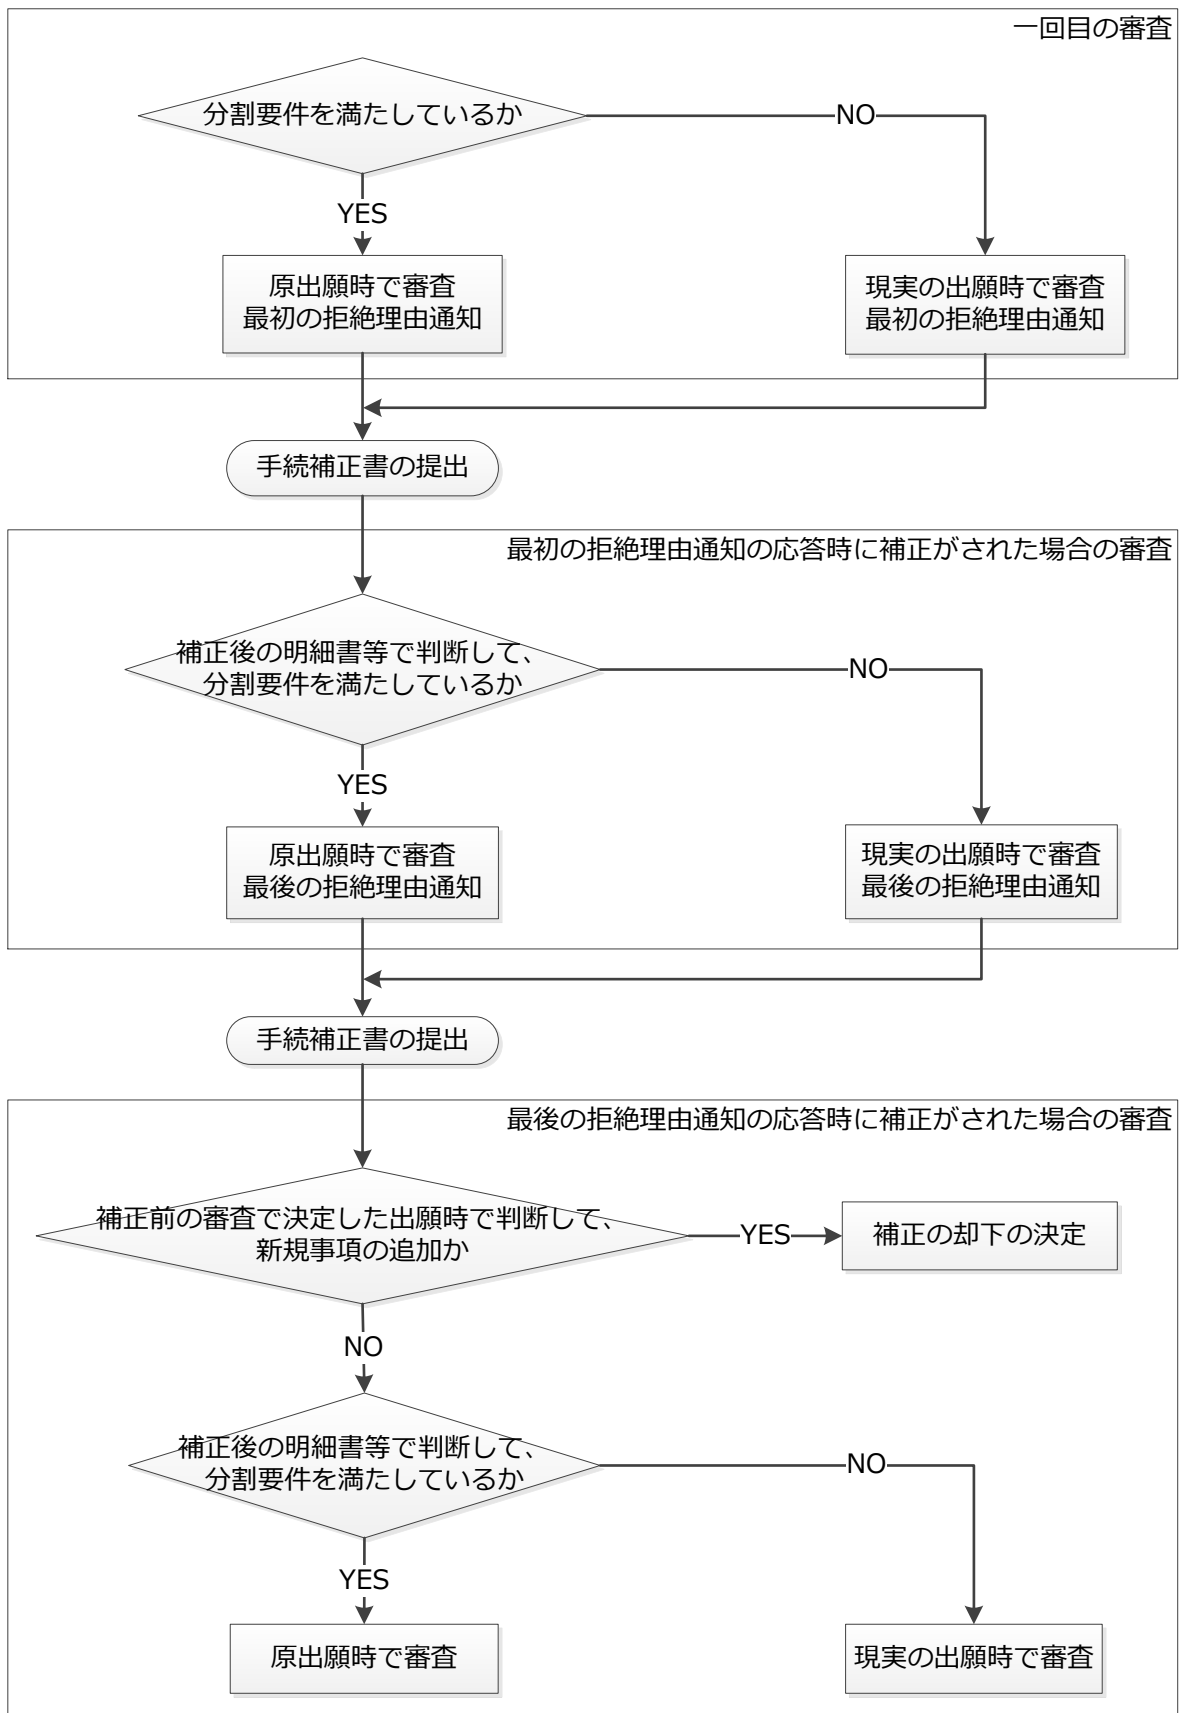 一回目の審査
分割要件を満たしているか
NO
YES
原出願時で審査
最初の拒絶理由通知
現実の出願時で審査
最初の拒絶理由通知
手続補正書の提出
最初の拒絶理由通知の応答時に補正がされた場合の審査
補正後の明細書等で判断して、
分割要件を満たしているか
NO
YES
原出願時で審査
最後の拒絶理由通知
現実の出願時で審査
最後の拒絶理由通知
手続補正書の提出
最後の拒絶理由通知の応答時に補正がされた場合の審査
補正前の審査で決定した出願時で判断して、
新規事項の追加か
YES
補正の却下の決定
NO
補正後の明細書等で判断して、
分割要件を満たしているか
NO
YES
原出願時で審査
現実の出願時で審査